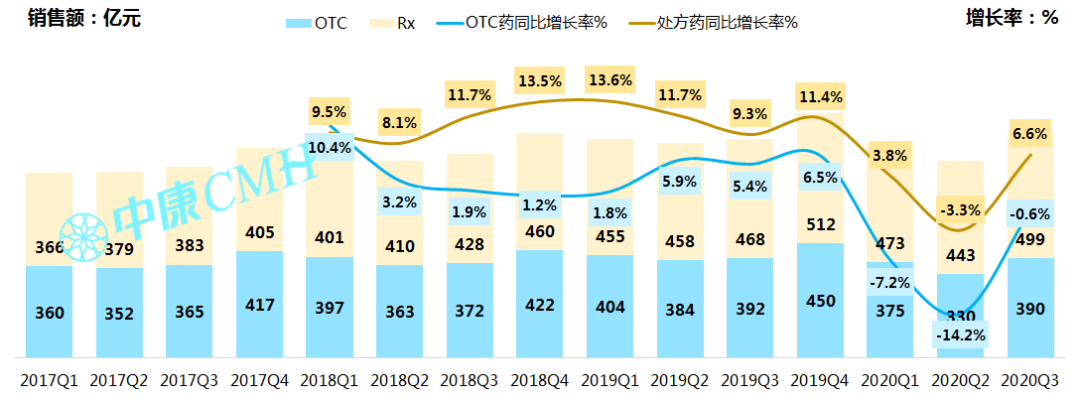 销售额：亿元 OTC Rx OTC药同比增长率% 处方药同比增长率% 增长率：%
13.5% 13.6%
11.7% 11.7% 11.4%
9.5% 8.1% 9.3% 6.6%
10.4% 3.8%
3.2% 1.9% 1.2% 1.8% 5.9% 5.4% 6.5% -3.3% -0.6%
中康CMH
366 379 383 405 401 410 428 460 455 458 468 512 473 443 499
-7.2%
360 352 365 417 397 363 372 422 404 384 392 450 375 330 390
-14.2%
2017Q1 2017Q2 2017Q3 2017Q4 2018Q1 2018Q2 2018Q3 2018Q4 2019Q1 2019Q2 2019Q3 2019Q4 2020Q1 2020Q2 2020Q3